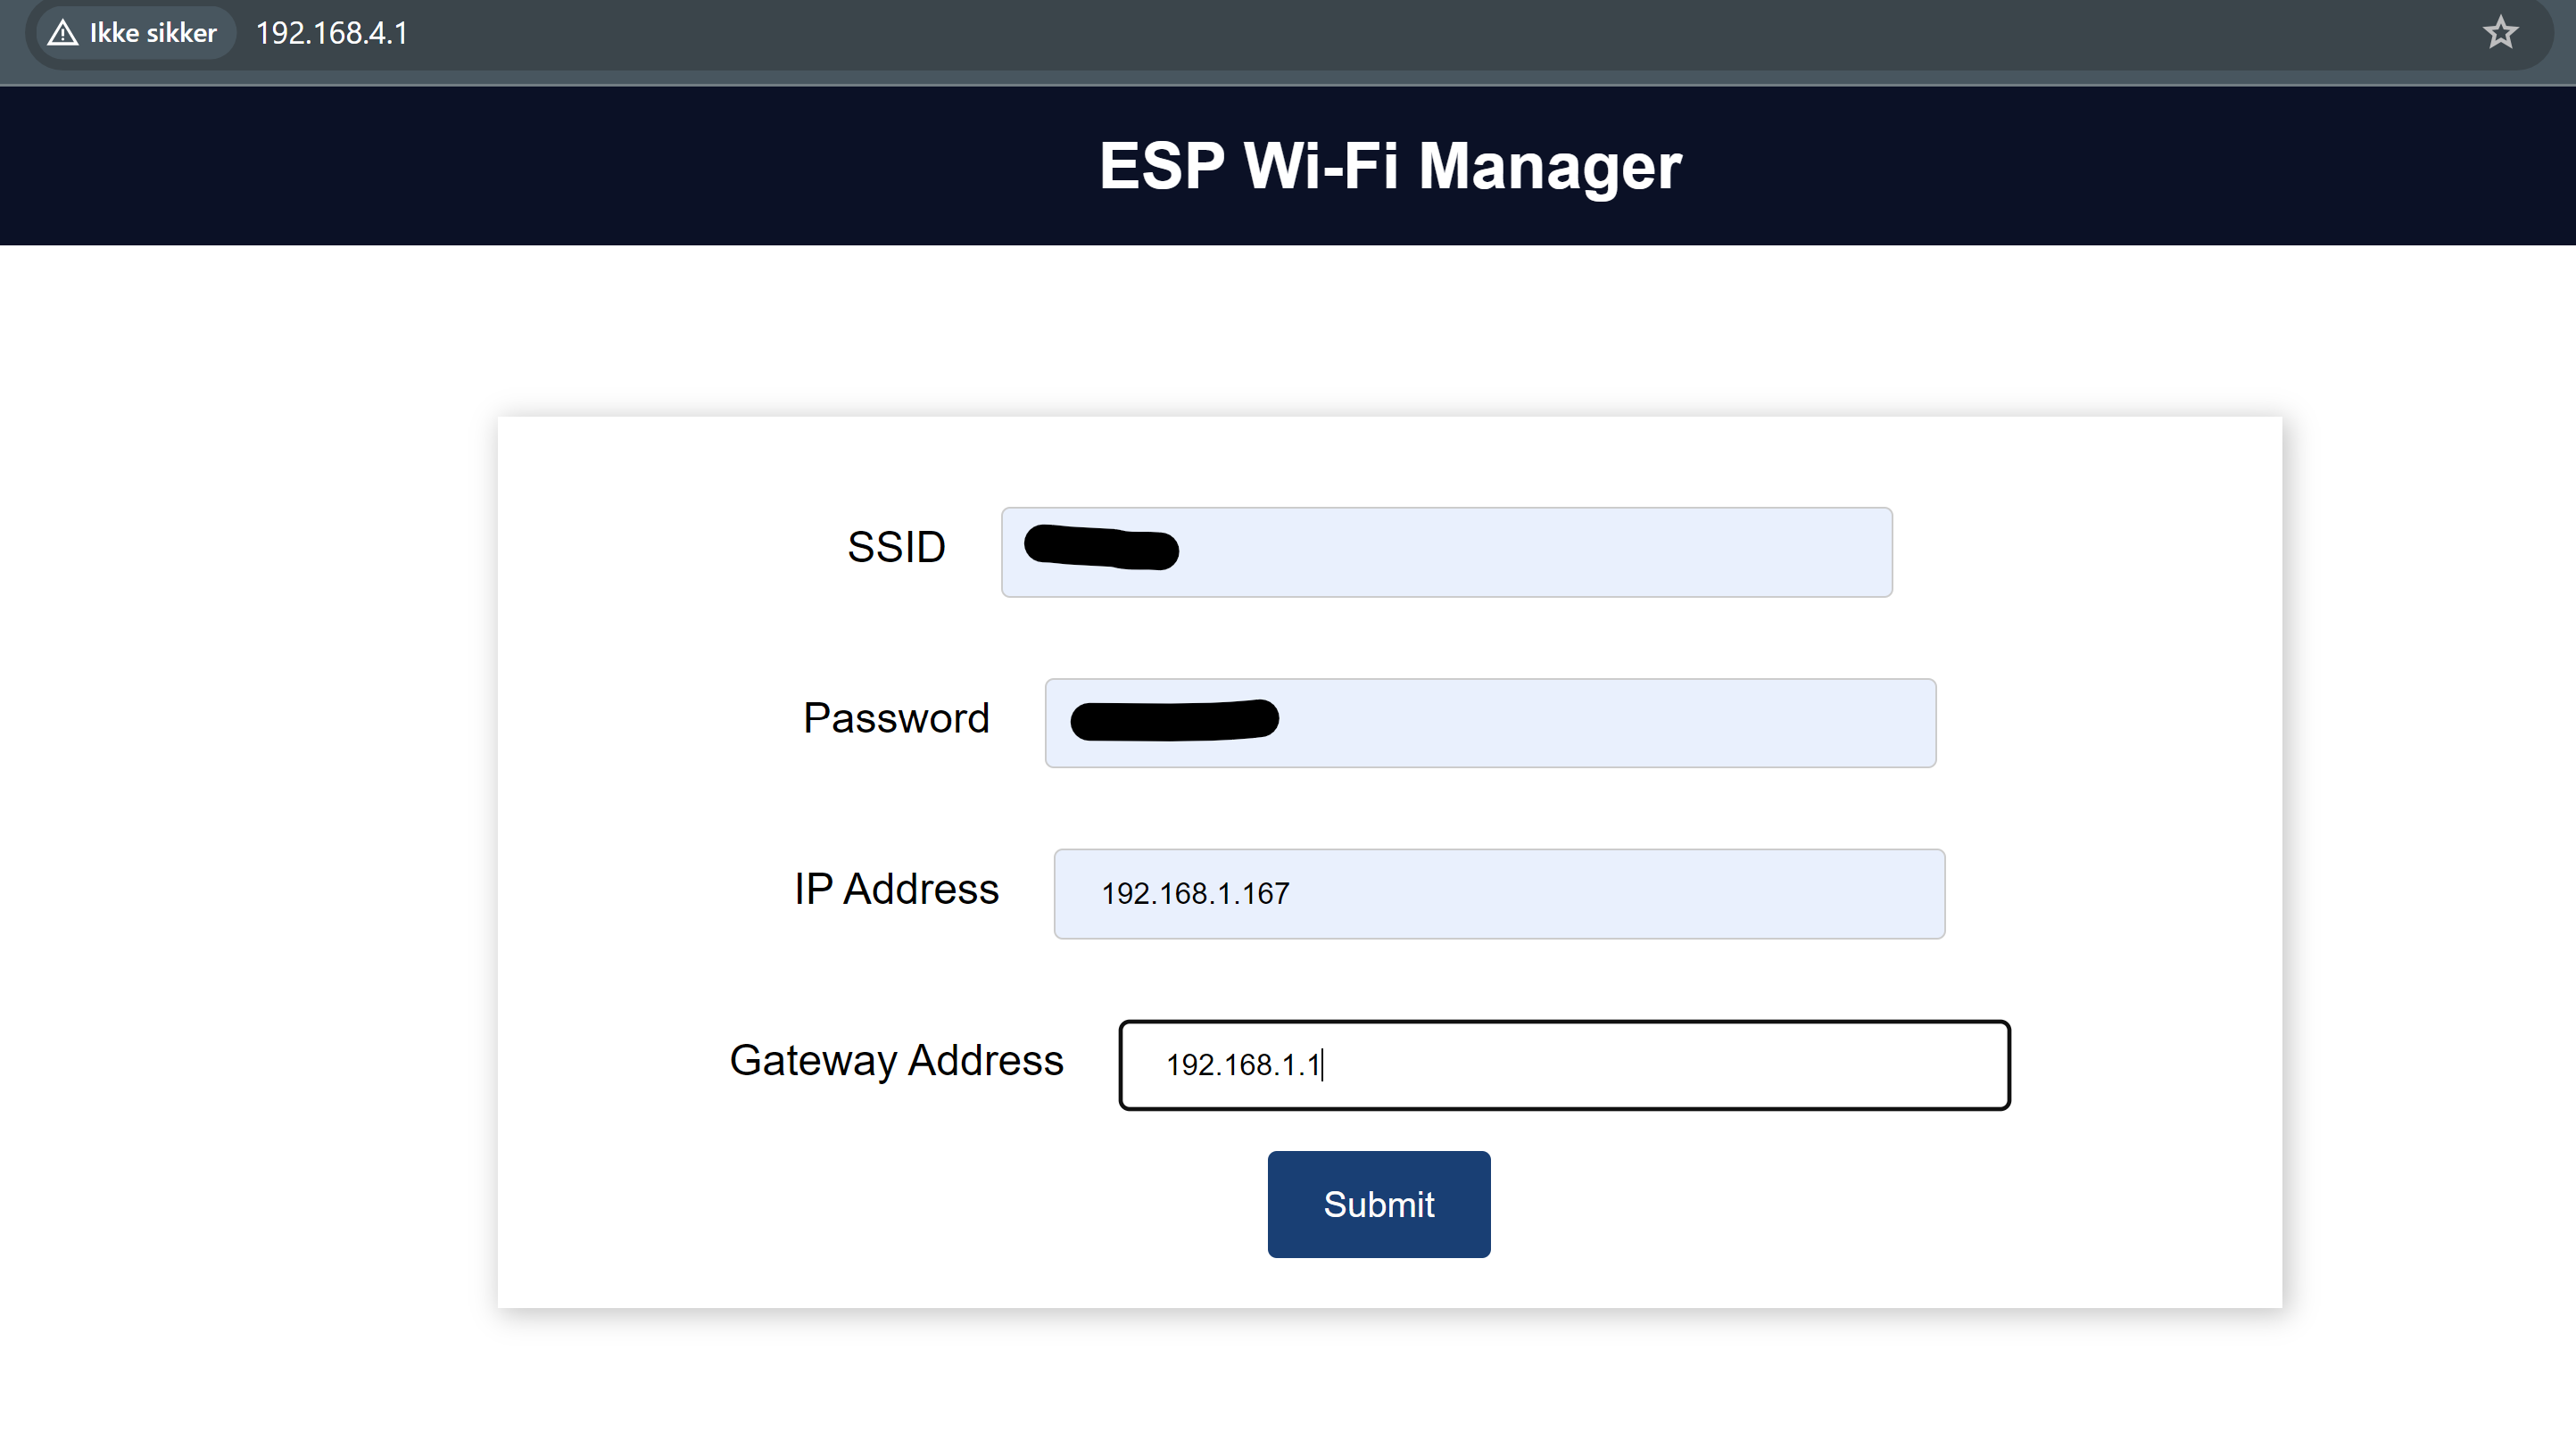 Ikke sikker 192.168.4.1
ESP Wi-Fi Manager
SSID
Password
IP Address 192.168.1.167
Gateway Address 192.168.1.1
Submit